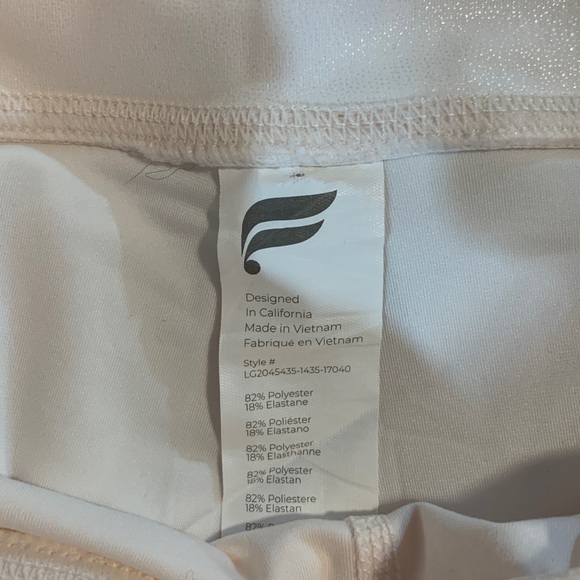 Designed
In California
Made in Vietnam
Fabriqué en Vietnam
Style #
LG2045435-1435-17040
82% Polyester
18% Elastane
82% Poliéster
18% Elastano
82% Polyester
18% Elasthanne
82% Polyester
18% Elastan
82% Poliestere
18% Elastan
82%